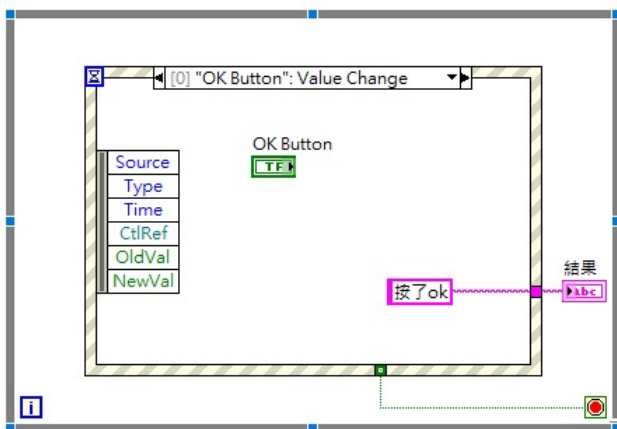 [0] "OK Button": Value Change
OK Button
TF
Source
Type
Time
CtlRef
OldVal
NewVal
按了ok
結果
abc
i